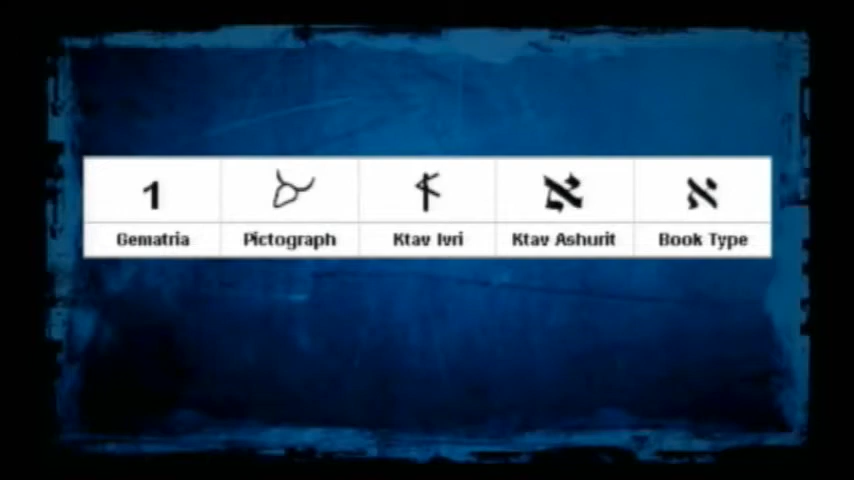 1 𐤀 א א
Gematria Pictograph Ktav Ivri Ktav Ashurit Book Type